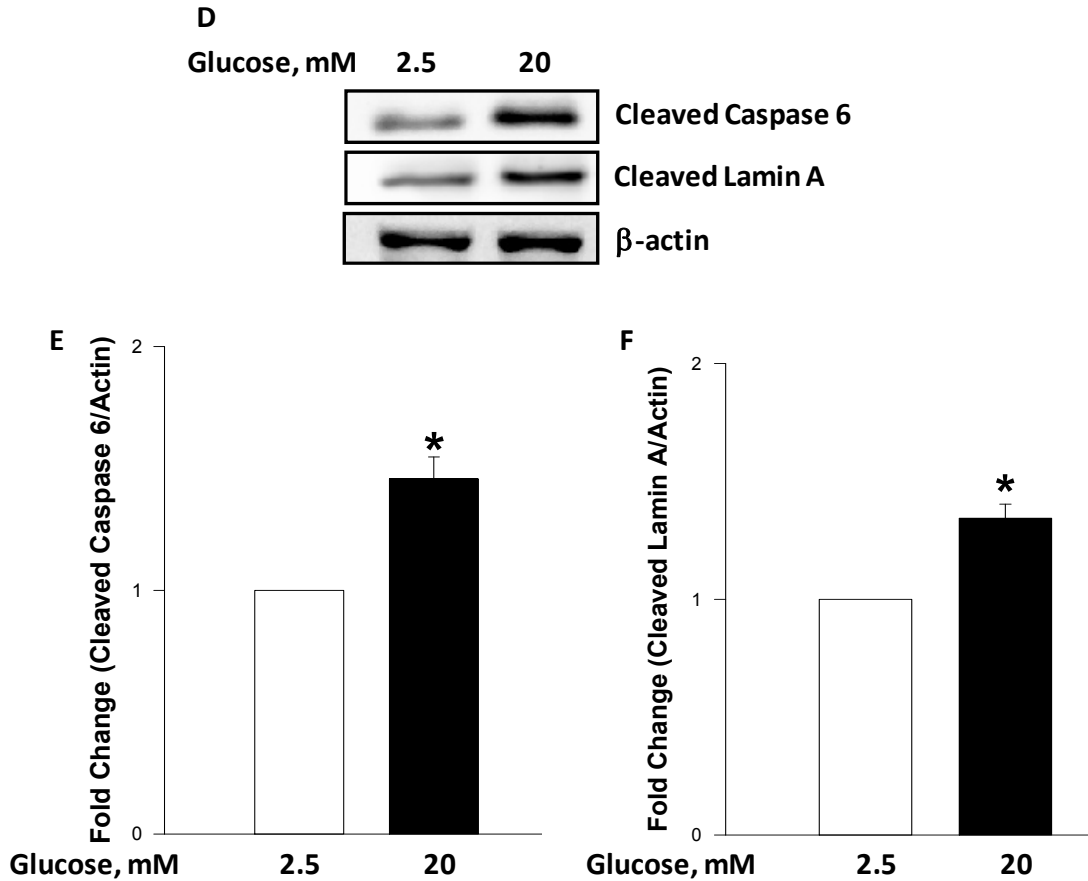 D
Glucose, mM 2.5 20
Cleaved Caspase 6
Cleaved Lamin A
β-actin
E
Fold Change (Cleaved Caspase 6/Actin)
2
1
0
*
Glucose, mM 2.5 20
F
Fold Change (Cleaved Lamin A/Actin)
2
1
0
*
Glucose, mM 2.5 20